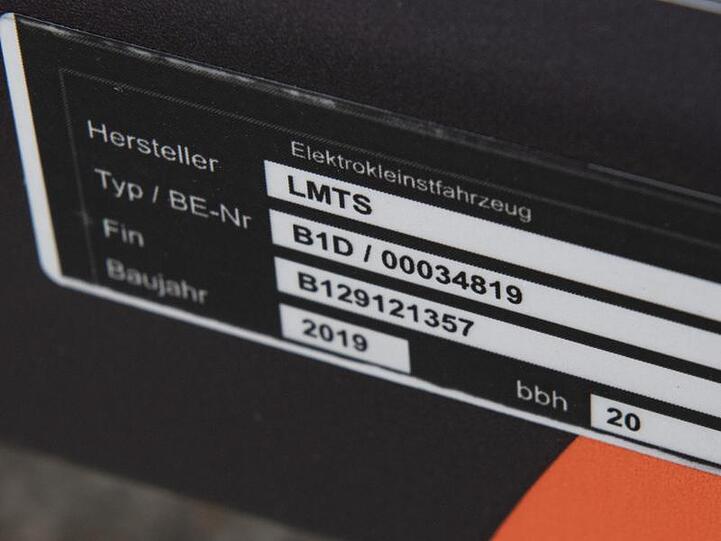 Elektrokleinstfahrzeug
Hersteller LMTS
Typ / BE-Nr B1D / 00034819
Fin B129121357
Baujahr 2019
bbh 20